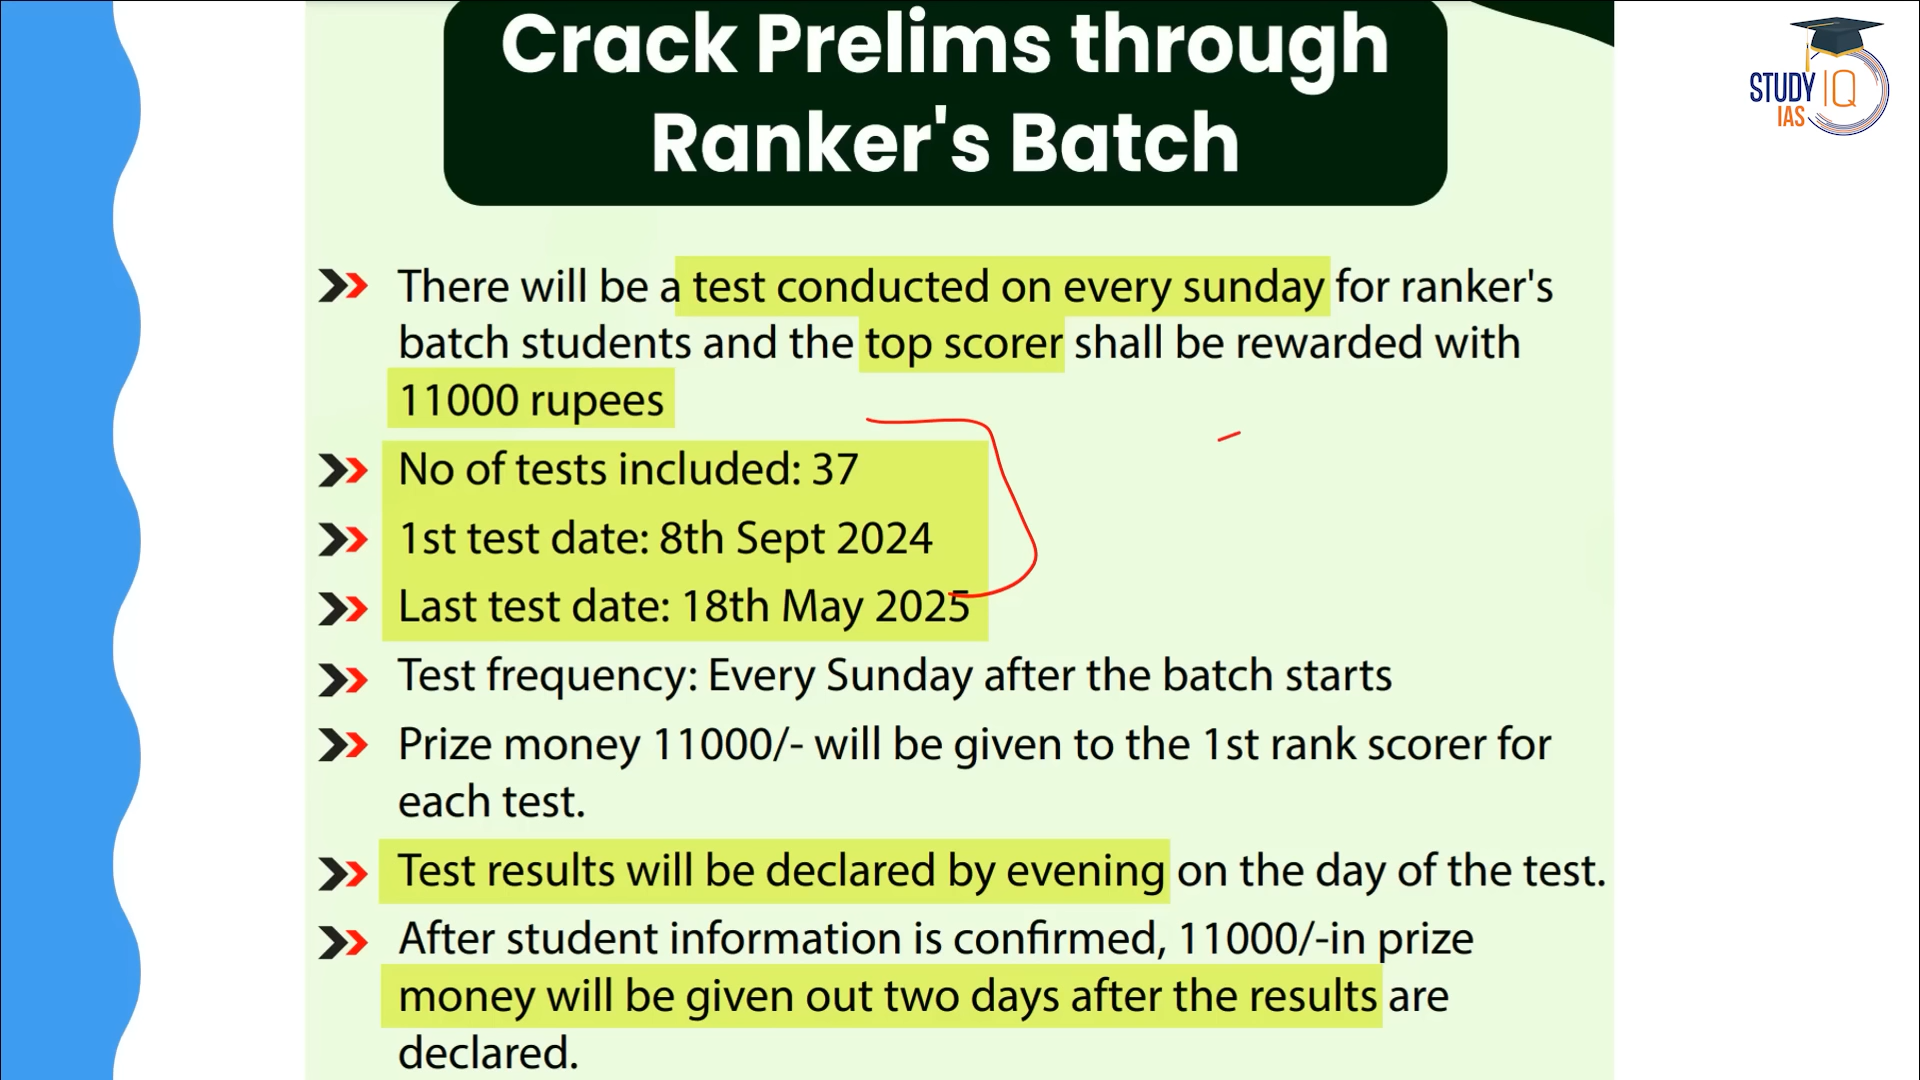 Crack Prelims through
Ranker's Batch
STUDY IQ
IAS
There will be a test conducted on every sunday for ranker's
batch students and the top scorer shall be rewarded with
11000 rupees
No of tests included: 37
1st test date: 8th Sept 2024
Last test date: 18th May 2025
Test frequency: Every Sunday after the batch starts
Prize money 11000/- will be given to the 1st rank scorer for
each test.
Test results will be declared by evening on the day of the test.
After student information is confirmed, 11000/-in prize
money will be given out two days after the results are
declared.